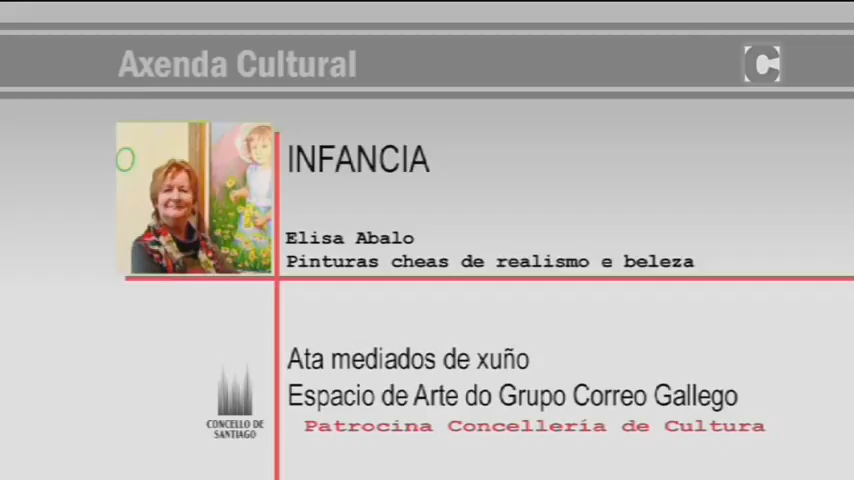 Axenda Cultural
C
INFANCIA
Elisa Abalo
Pinturas cheas de realismo e beleza
Ata mediados de xuño
Espacio de Arte do Grupo Correo Gallego
CONCELLO DE
SANTIAGO
Patrocina Concellería de Cultura